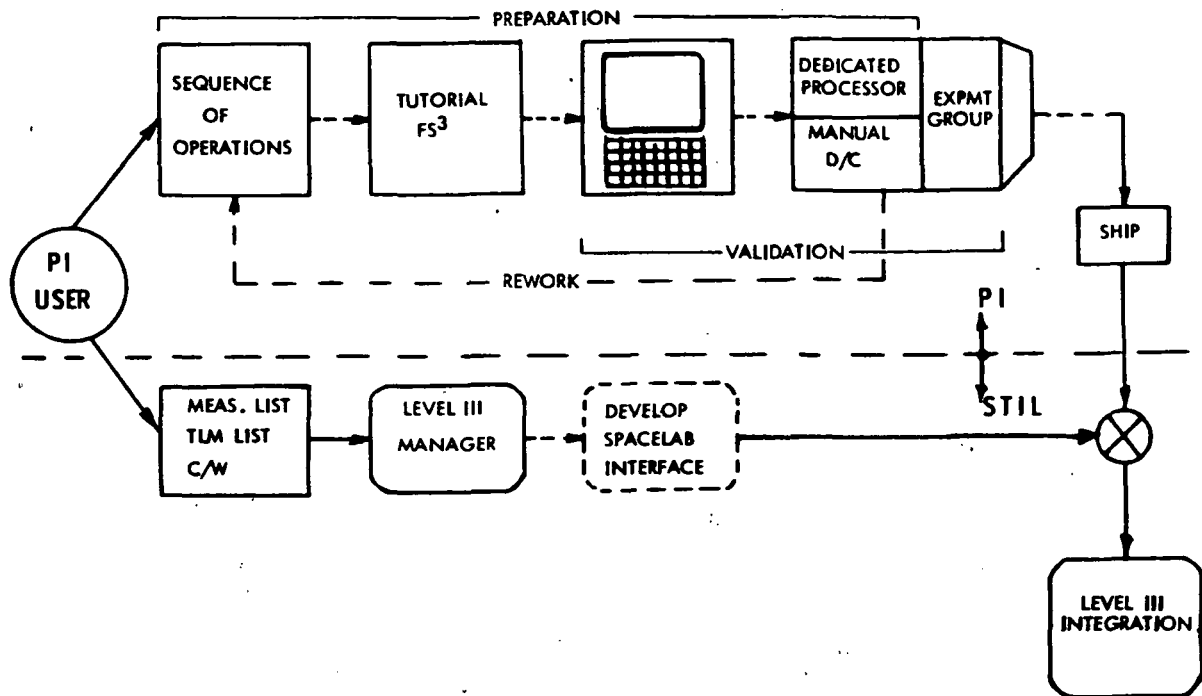 PREPARATION
SEQUENCE
OF
OPERATIONS
TUTORIAL
FS³
DEDICATED
PROCESSOR
MANUAL
D/C
EXPMT
GROUP
SHIP
VALIDATION
REWORK
PI
USER
PI
STIL
MEAS. LIST
TLM LIST
C/W
LEVEL III
MANAGER
DEVELOP
SPACELAB
INTERFACE
LEVEL III
INTEGRATION